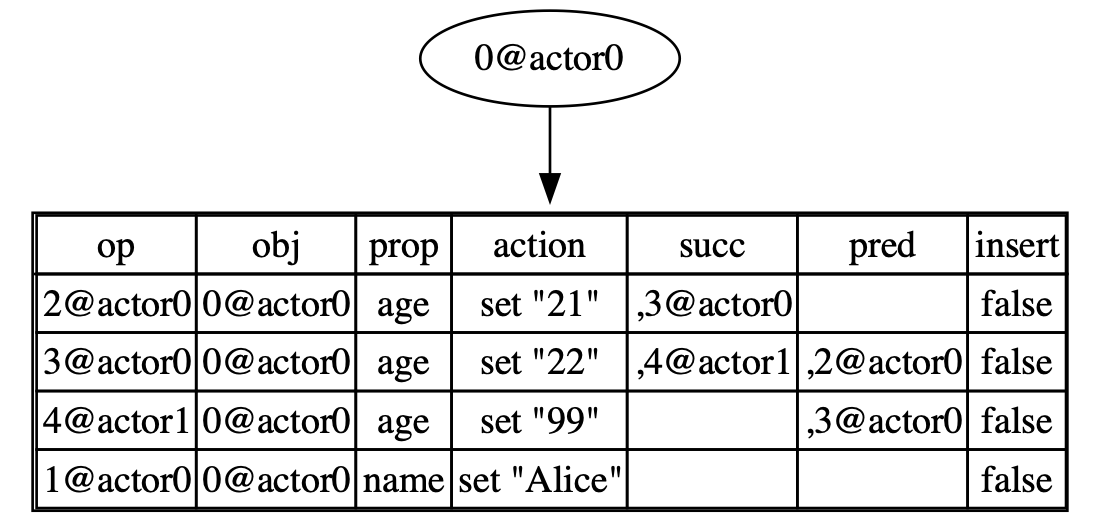 0@actor0
op obj prop action succ pred insert
2@actor0 0@actor0 age set "21" ,3@actor0 false
3@actor0 0@actor0 age set "22" ,4@actor1 ,2@actor0 false
4@actor1 0@actor0 age set "99" ,3@actor0 false
1@actor0 0@actor0 name set "Alice" false